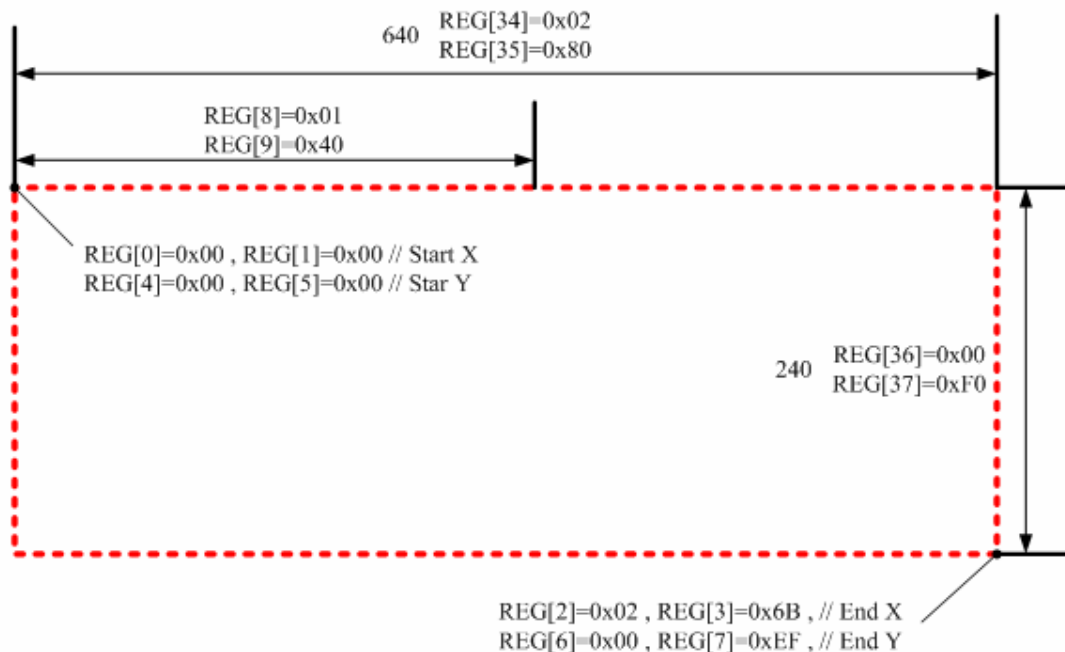 640
REG[34]=0x02
REG[35]=0x80
REG[8]=0x01
REG[9]=0x40
REG[0]=0x00 , REG[1]=0x00 // Start X
REG[4]=0x00 , REG[5]=0x00 // Star Y
240
REG[36]=0x00
REG[37]=0xF0
REG[2]=0x02 , REG[3]=0x6B , // End X
REG[6]=0x00 , REG[7]=0xEF , // End Y